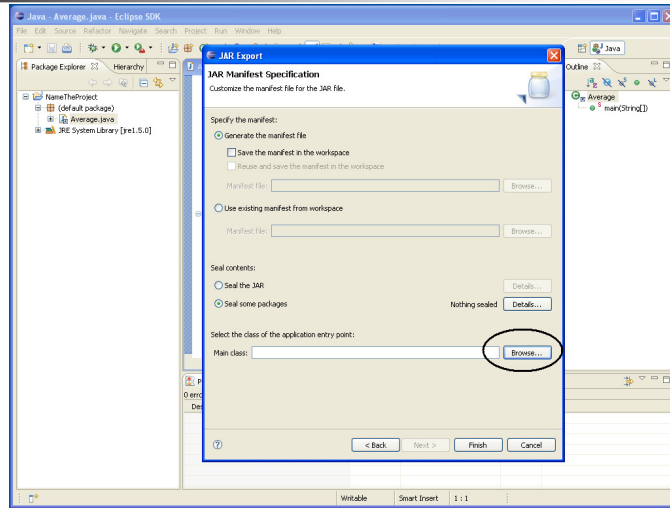 Java - Average.java - Eclipse SDK
File Edit Source Refactor Navigate Search Project Run Window Help
Java
Package Explorer Hierarchy
NameTheProject
(default package)
Average.java
JRE System Library [jre1.5.0]
JAR Export
JAR Manifest Specification
Customize the manifest file for the JAR file.
Specify the manifest:
Generate the manifest file
Save the manifest in the workspace
Reuse and save the manifest in the workspace
Manifest file: Browse...
Use existing manifest from workspace
Manifest file: Browse...
Seal contents:
Seal the JAR Details...
Seal some packages Nothing sealed Details...
Select the class of the application entry point:
Main class: Browse...
< Back Next > Finish Cancel
Outline
Average
main(String[])
P
0 erro
Des
Writable Smart Insert 1 : 1